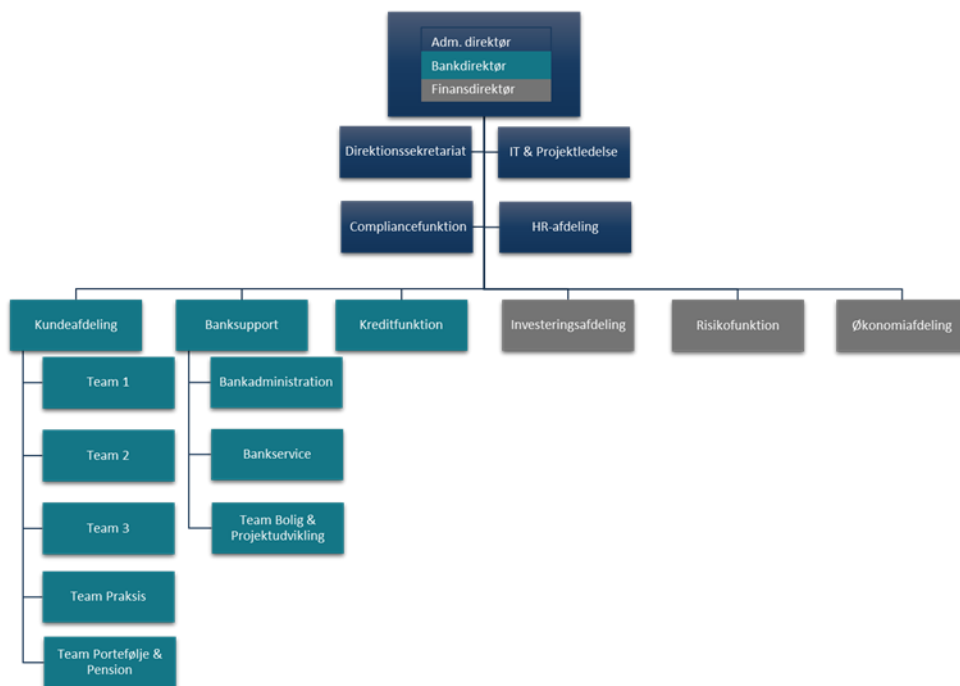 Adm. direktør
Bankdirektør
Finansdirektør
Direktionssekretariat
IT & Projektledelse
Compliancefunktion
HR-afdeling
Kundeafdeling
Banksupport
Kreditfunktion
Investeringsafdeling
Risikofunktion
Økonomiafdeling
Team 1
Team 2
Team 3
Team Praksis
Team Portefølje &
Pension
Bankadministration
Bankservice
Team Bolig &
Projektudvikling